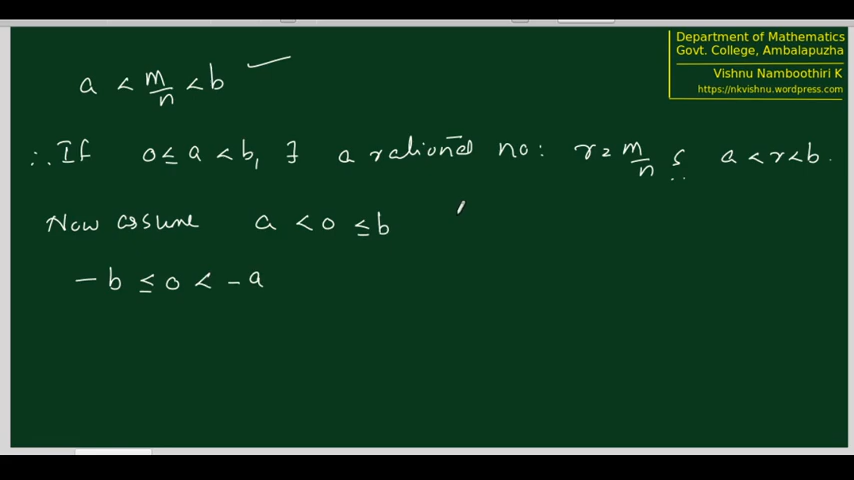 Department of Mathematics
Govt. College, Ambalapuzha
Vishnu Namboothiri K
https://nkvishnu.wordpress.com
a < m/n < b ✓
∴ If 0 ≤ a < b, ∃ a rational no: r = m/n s∴ a < r < b.
Now assume a < 0 ≤ b
- b ≤ 0 < - a